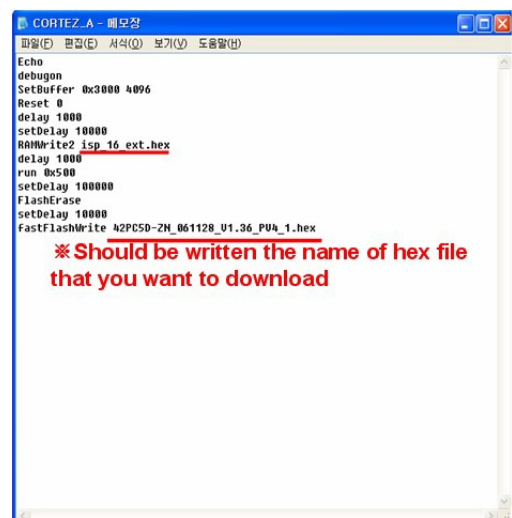 CORTEZ_A - 메모장
파일(F) 편집(E) 서식(O) 보기(V) 도움말(H)
Echo
debugon
SetBuffer 0x3000 4096
Reset 0
delay 1000
setDelay 10000
RAMWrite2 isp_16_ext.hex
delay 1000
run 0x500
setDelay 100000
FlashErase
setDelay 10000
fastFlashWrite 42PC5D-ZN_061128_V1.36_PV4_1.hex
※Should be written the name of hex file
that you want to download